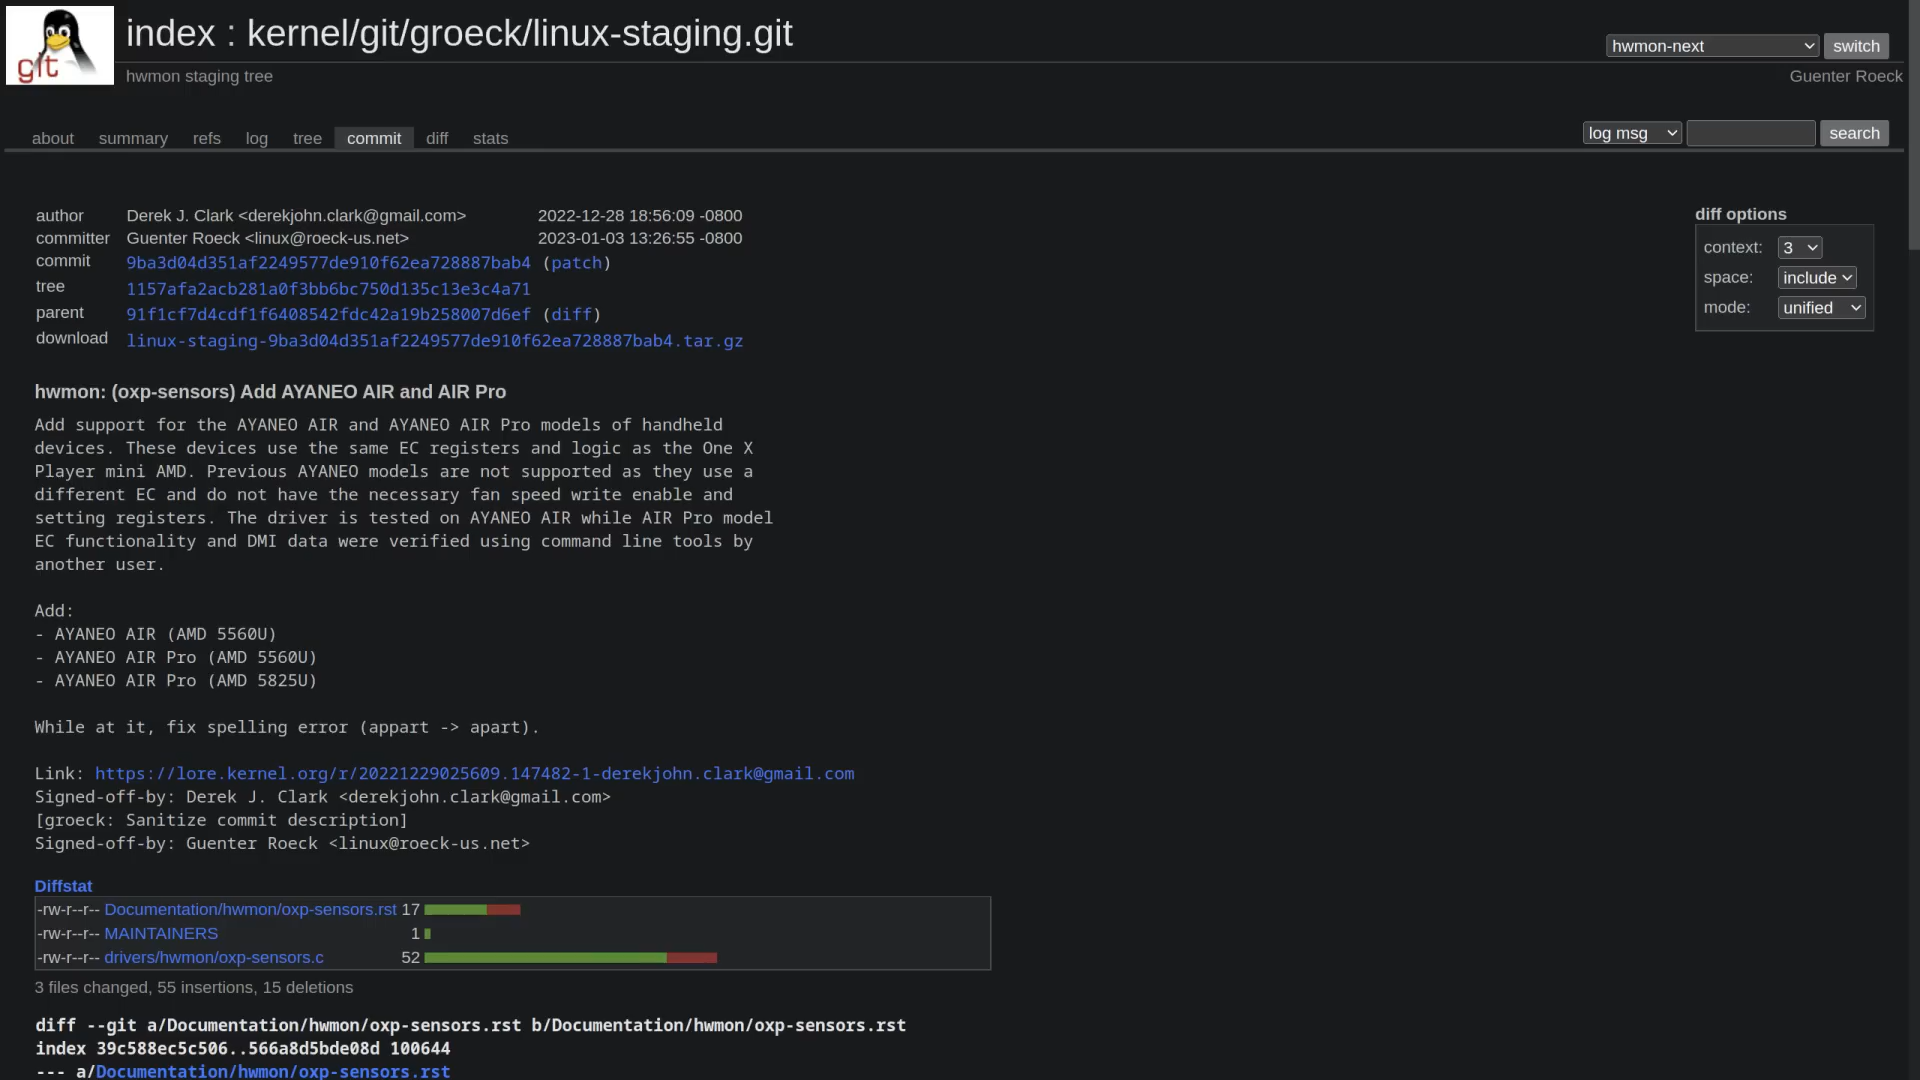 git
index : kernel/git/groeck/linux-staging.git
hwmon-next switch
hwmon staging tree
Guenter Roeck
about summary refs log tree commit diff stats
log msg search
author Derek J. Clark <derekjohn.clark@gmail.com> 2022-12-28 18:56:09 -0800
committer Guenter Roeck <linux@roeck-us.net> 2023-01-03 13:26:55 -0800
commit 9ba3d04d351af2249577de910f62ea728887bab4 (patch)
tree 1157afa2acb281a0f3bb6bc750d135c13e3c4a71
parent 91f1cf7d4cdf1f6408542fdc42a19b258007d6ef (diff)
download linux-staging-9ba3d04d351af2249577de910f62ea728887bab4.tar.gz
diff options
context: 3
space: include
mode: unified
hwmon: (oxp-sensors) Add AYANEO AIR and AIR Pro
Add support for the AYANEO AIR and AYANEO AIR Pro models of handheld
devices. These devices use the same EC registers and logic as the One X
Player mini AMD. Previous AYANEO models are not supported as they use a
different EC and do not have the necessary fan speed write enable and
setting registers. The driver is tested on AYANEO AIR while AIR Pro model
EC functionality and DMI data were verified using command line tools by
another user.
Add:
- AYANEO AIR (AMD 5560U)
- AYANEO AIR Pro (AMD 5560U)
- AYANEO AIR Pro (AMD 5825U)
While at it, fix spelling error (appart -> apart).
Link: https://lore.kernel.org/r/20221229025609.147482-1-derekjohn.clark@gmail.com
Signed-off-by: Derek J. Clark <derekjohn.clark@gmail.com>
[groeck: Sanitize commit description]
Signed-off-by: Guenter Roeck <linux@roeck-us.net>
Diffstat
-rw-r--r-- Documentation/hwmon/oxp-sensors.rst 17
-rw-r--r-- MAINTAINERS 1
-rw-r--r-- drivers/hwmon/oxp-sensors.c 52
3 files changed, 55 insertions, 15 deletions
diff --git a/Documentation/hwmon/oxp-sensors.rst b/Documentation/hwmon/oxp-sensors.rst
index 39c588ec5c506..566a8d5bde08d 100644
--- a/Documentation/hwmon/oxp-sensors.rst